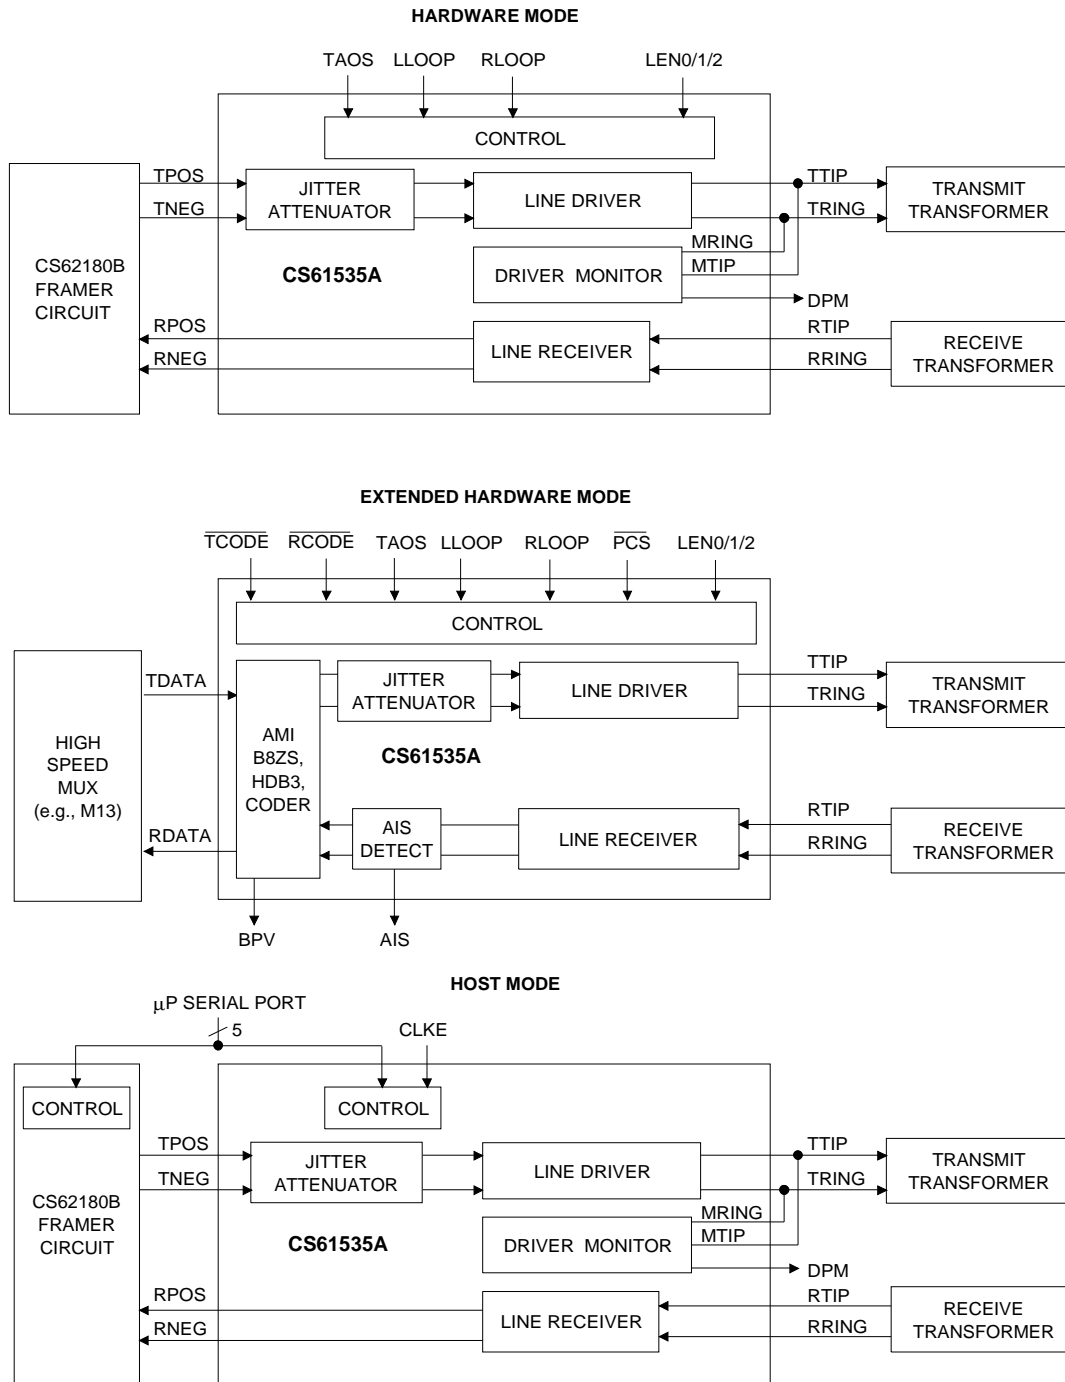 HARDWARE MODE
TAOS LLOOP RLOOP LEN0/1/2
CONTROL
TPOS
TNEG
JITTER
ATTENUATOR
LINE DRIVER
TTIP
TRING
TRANSMIT
TRANSFORMER
CS62180B
FRAMER
CIRCUIT
CS61535A
DRIVER MONITOR
MRING
MTIP
DPM
RPOS
RNEG
LINE RECEIVER
RTIP
RRING
RECEIVE
TRANSFORMER
EXTENDED HARDWARE MODE
TCODE RCODE TAOS LLOOP RLOOP PCS LEN0/1/2
CONTROL
TDATA
JITTER
ATTENUATOR
LINE DRIVER
TTIP
TRING
TRANSMIT
TRANSFORMER
HIGH
SPEED
MUX
(e.g., M13)
AMI
B8ZS,
HDB3,
CODER
CS61535A
RDATA
AIS
DETECT
LINE RECEIVER
RTIP
RRING
RECEIVE
TRANSFORMER
BPV AIS
HOST MODE
μP SERIAL PORT
5
CLKE
CONTROL
CONTROL
TPOS
TNEG
JITTER
ATTENUATOR
LINE DRIVER
TTIP
TRING
TRANSMIT
TRANSFORMER
CS62180B
FRAMER
CIRCUIT
CS61535A
DRIVER MONITOR
MRING
MTIP
DPM
RPOS
RNEG
LINE RECEIVER
RTIP
RRING
RECEIVE
TRANSFORMER